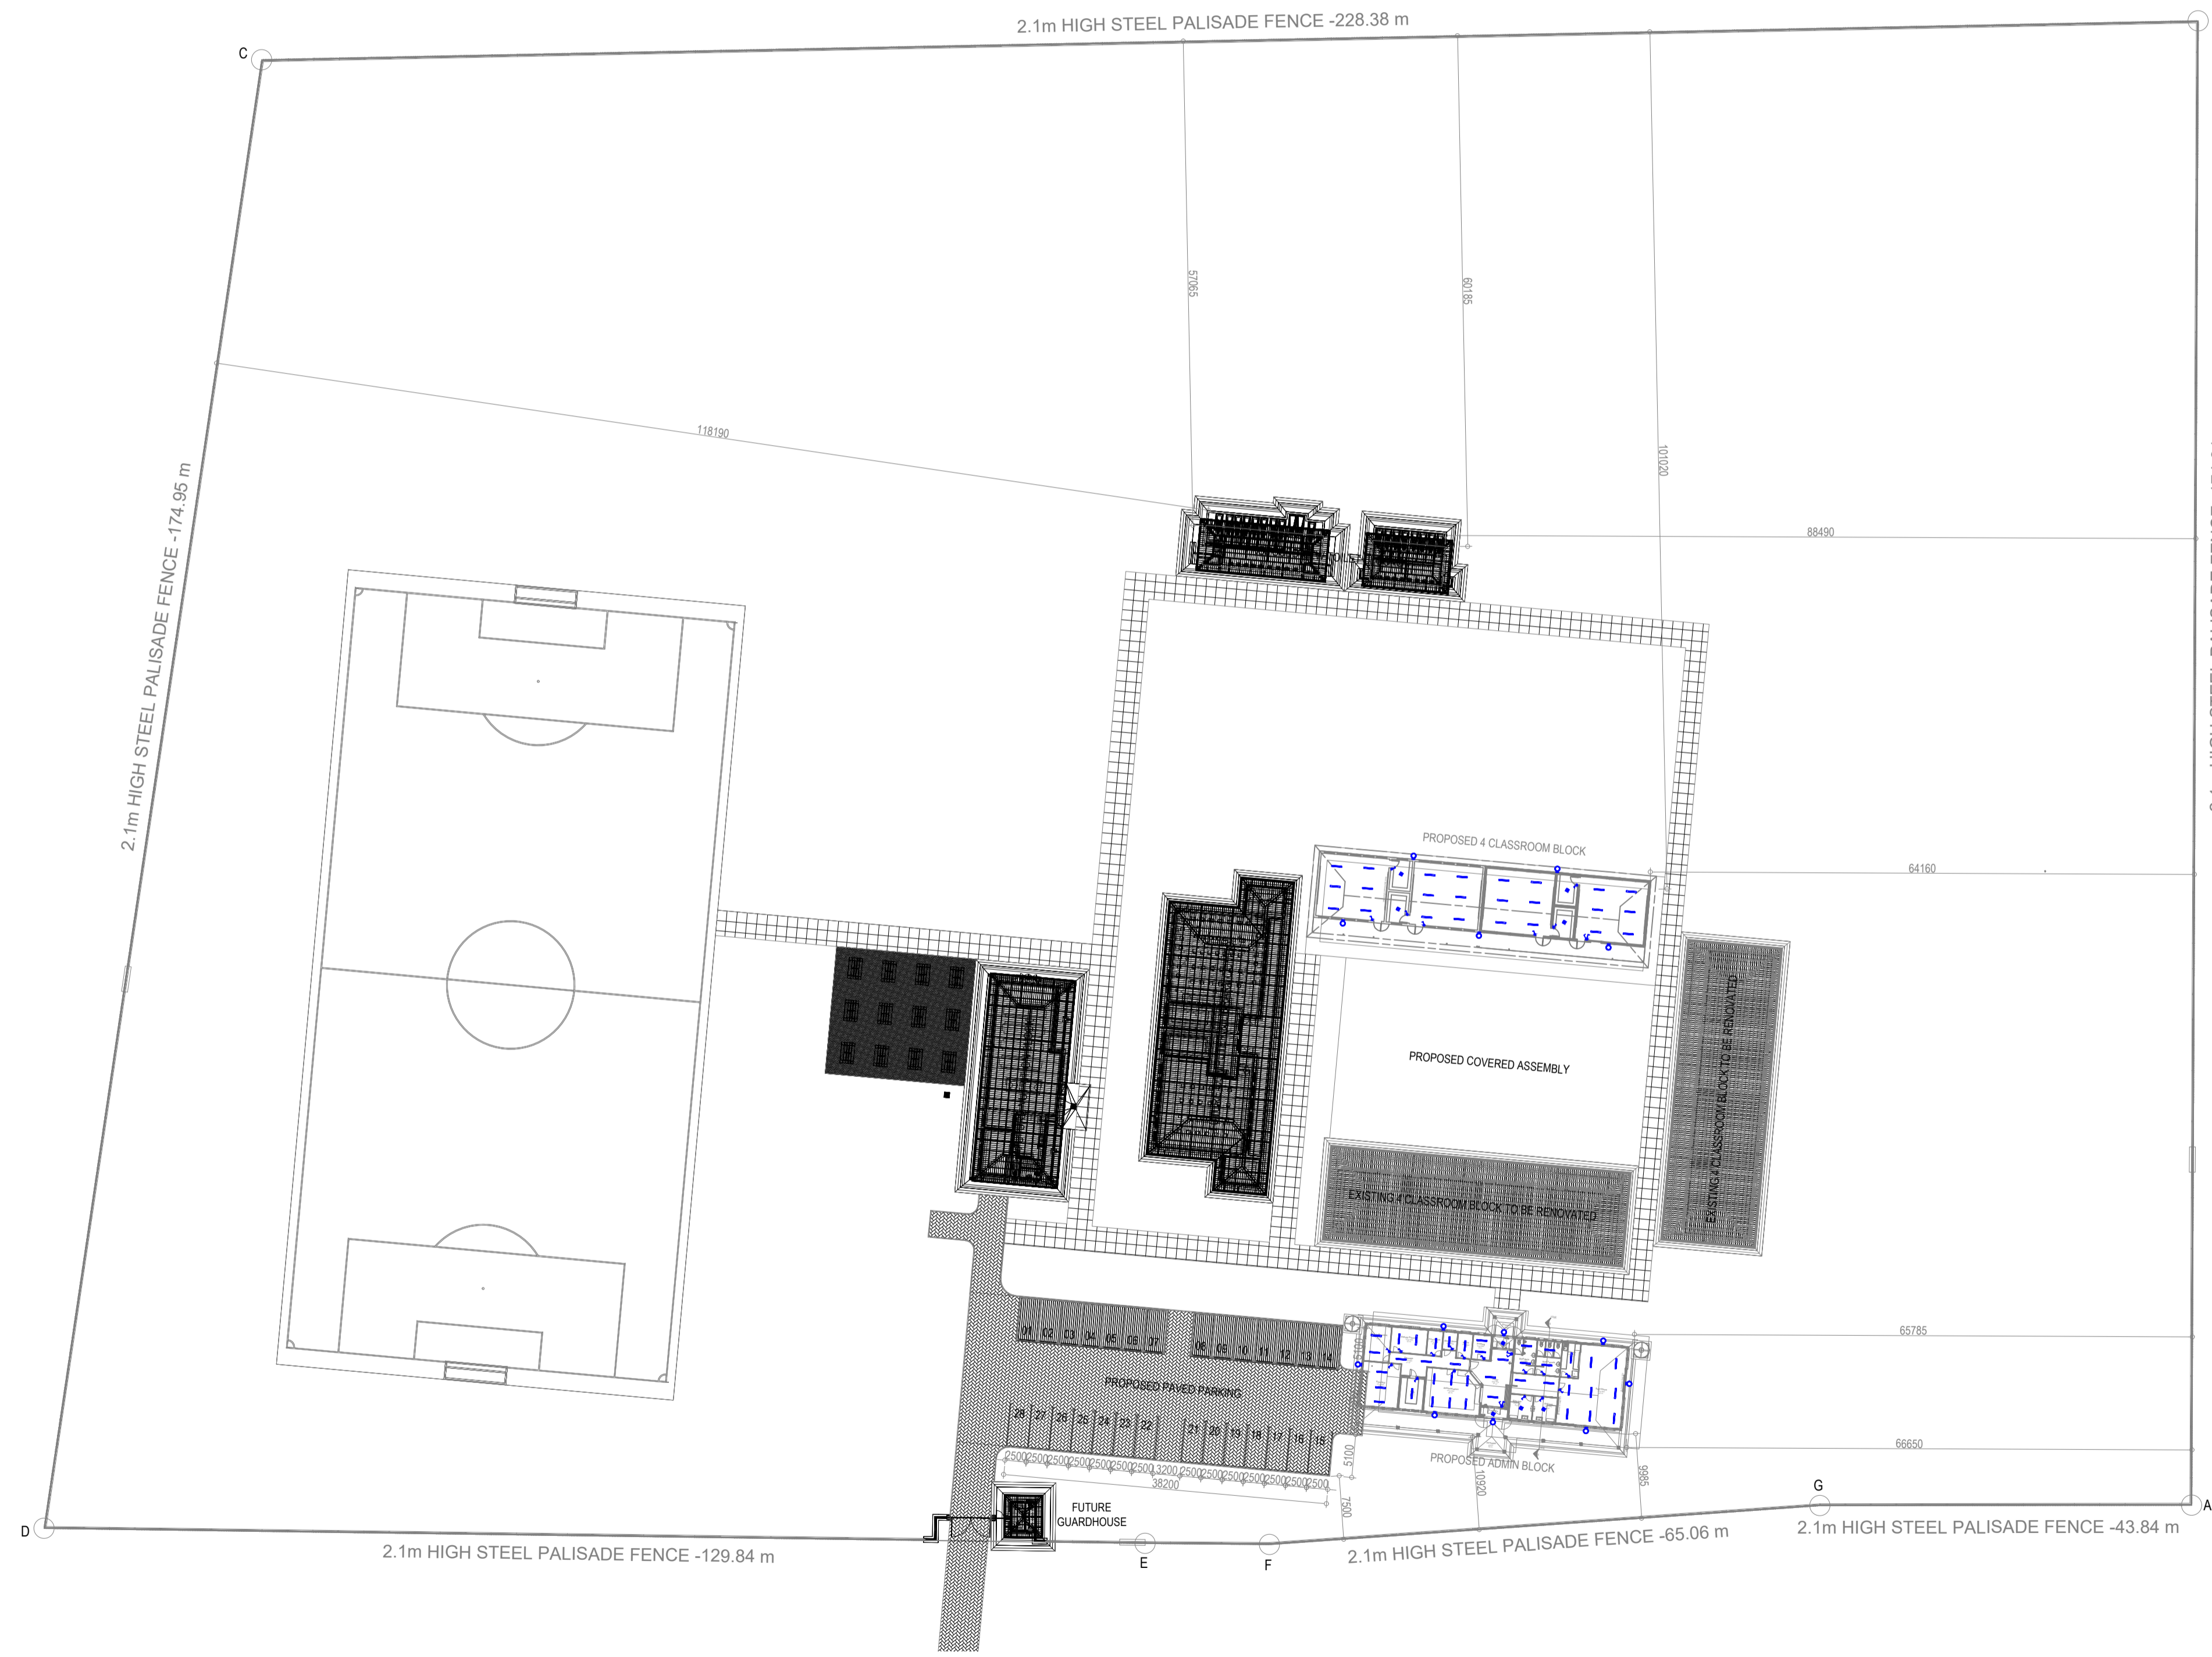 2.1m HIGH STEEL PALISADE FENCE -228.38 m
C
57065
60185
101020
118190
88490
2.1m HIGH STEEL PALISADE FENCE -174.95 m
PROPOSED 4 CLASSROOM BLOCK
64160
PROPOSED COVERED ASSEMBLY
EXISTING 4 CLASSROOM BLOCK TO BE RENOVATED
EXISTING 4 CLASSROOM BLOCK TO BE RENOVATED
01 02 03 04 05 06 07 08 09 10 11 12 13 14
5100
65785
PROPOSED PAVED PARKING
28 27 26 25 24 23 22 21 20 19 18 17 16 15
66650
PROPOSED ADMIN BLOCK
2500 2500 2500 2500 2500 2500 2500 3200 2500 2500 2500 2500 2500 2500 2500
38200
5100
7500
10920
9985
FUTURE
GUARDHOUSE
G
A
D
E
F
2.1m HIGH STEEL PALISADE FENCE -129.84 m
2.1m HIGH STEEL PALISADE FENCE -65.06 m
2.1m HIGH STEEL PALISADE FENCE -43.84 m